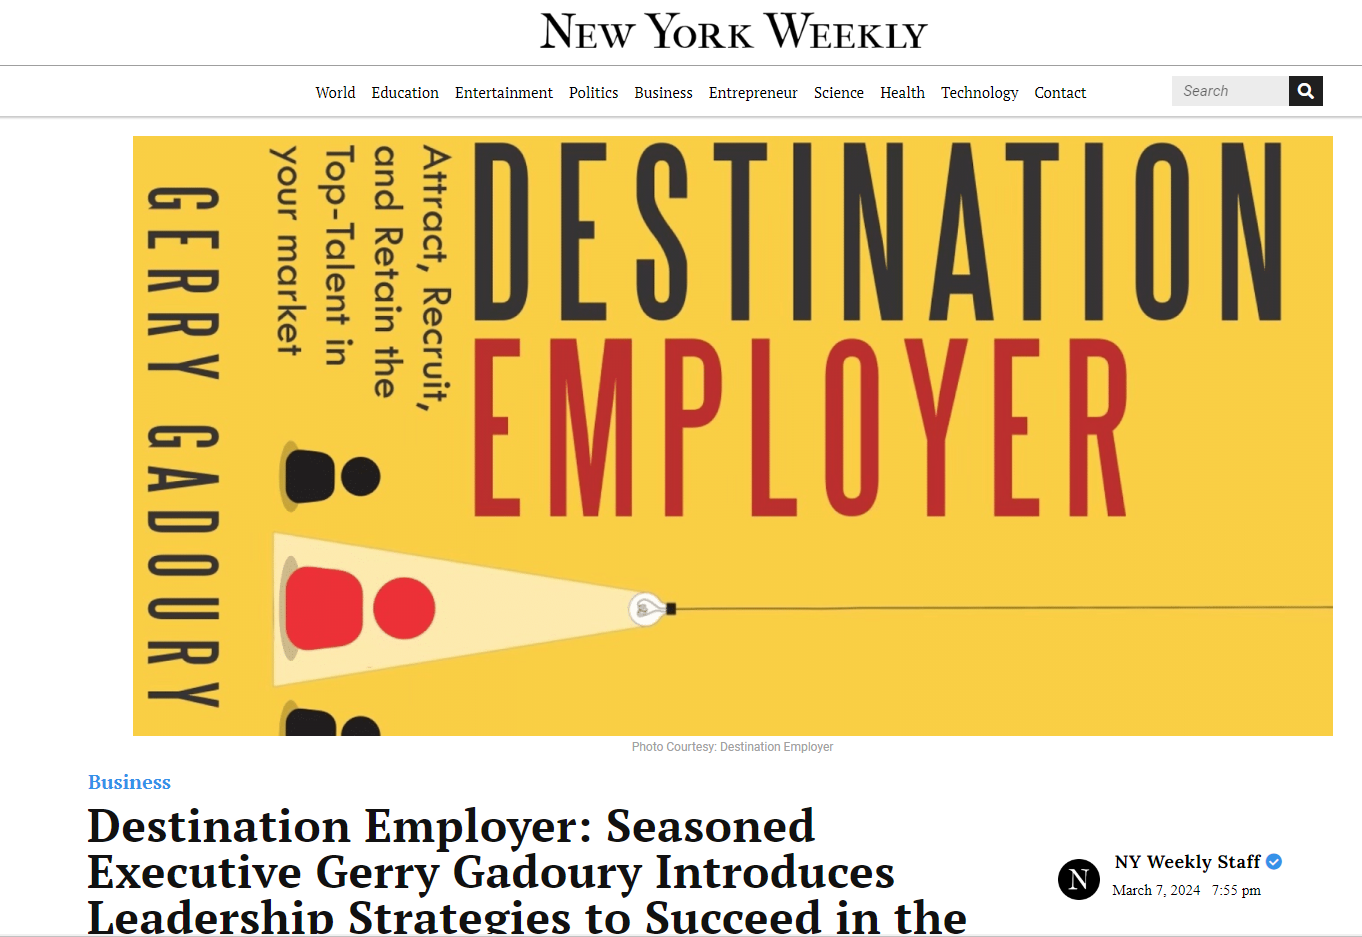 NEW YORK WEEKLY
World Education Entertainment Politics Business Entrepreneur Science Health Technology Contact
Search
GERRY GADOURY
Attract, Recruit,
and Retain the
Top-Talent in
your market
DESTINATION
EMPLOYER
Photo Courtesy: Destination Employer
Business
Destination Employer: Seasoned
Executive Gerry Gadoury Introduces
Leadership Strategies to Succeed in the
N
NY Weekly Staff
March 7, 2024 7:55 pm